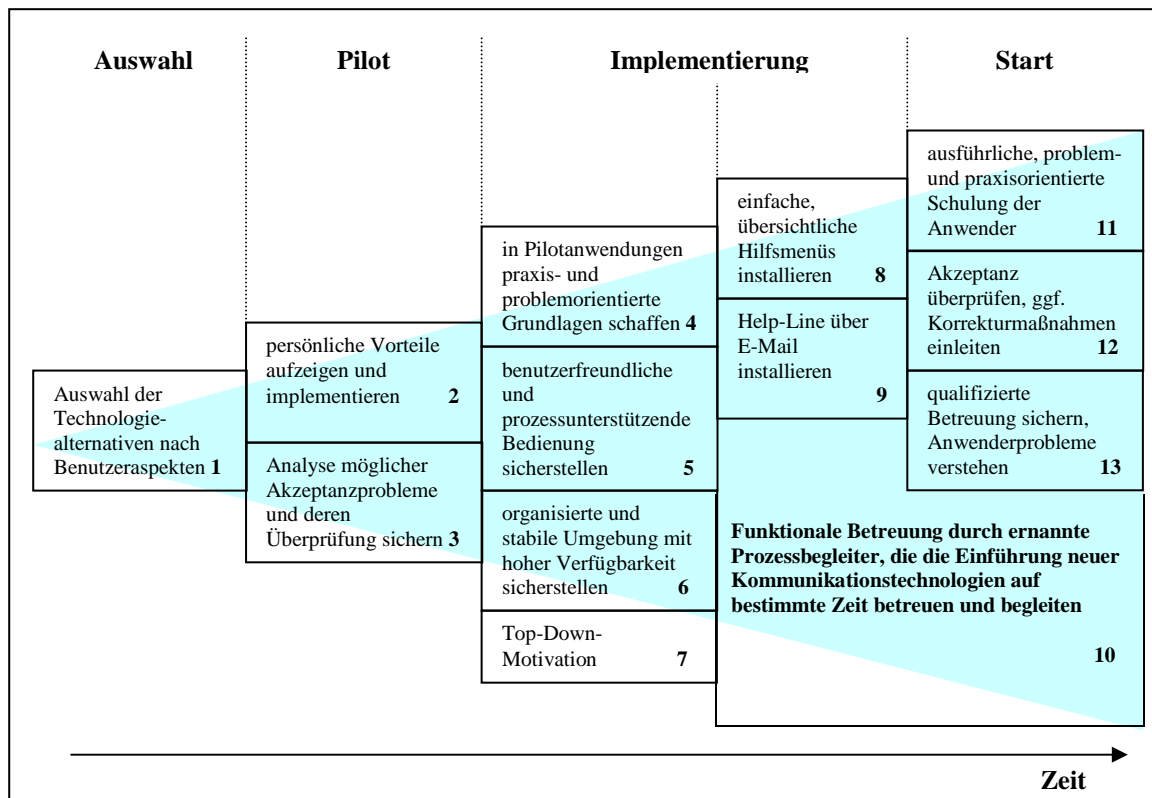 Auswahl
Pilot
Implementierung
Start
Auswahl der
Technologie-
alternativen nach
Benutzeraspekten 1
persönliche Vorteile
aufzeigen und
implementieren 2
Analyse möglicher
Akzeptanzprobleme
und deren
Überprüfung sichern 3
in Pilotanwendungen
praxis- und
problemorientierte
Grundlagen schaffen 4
benutzerfreundliche
und
prozessunterstützende
Bedienung
sicherstellen 5
organisierte und
stabile Umgebung mit
hoher Verfügbarkeit
sicherstellen 6
Top-Down-
Motivation 7
einfache,
übersichtliche
Hilfsmenüs
installieren 8
Help-Line über
E-Mail
installieren
9
Funktionale Betreuung durch ernannte
Prozessbegleiter, die die Einführung neuer
Kommunikationstechnologien auf
bestimmte Zeit betreuen und begleiten
10
ausführliche, problem-
und praxisorientierte
Schulung der
Anwender 11
Akzeptanz
überprüfen, ggf.
Korrekturmaßnahmen
einleiten 12
qualifizierte
Betreuung sichern,
Anwenderprobleme
verstehen 13
Zeit